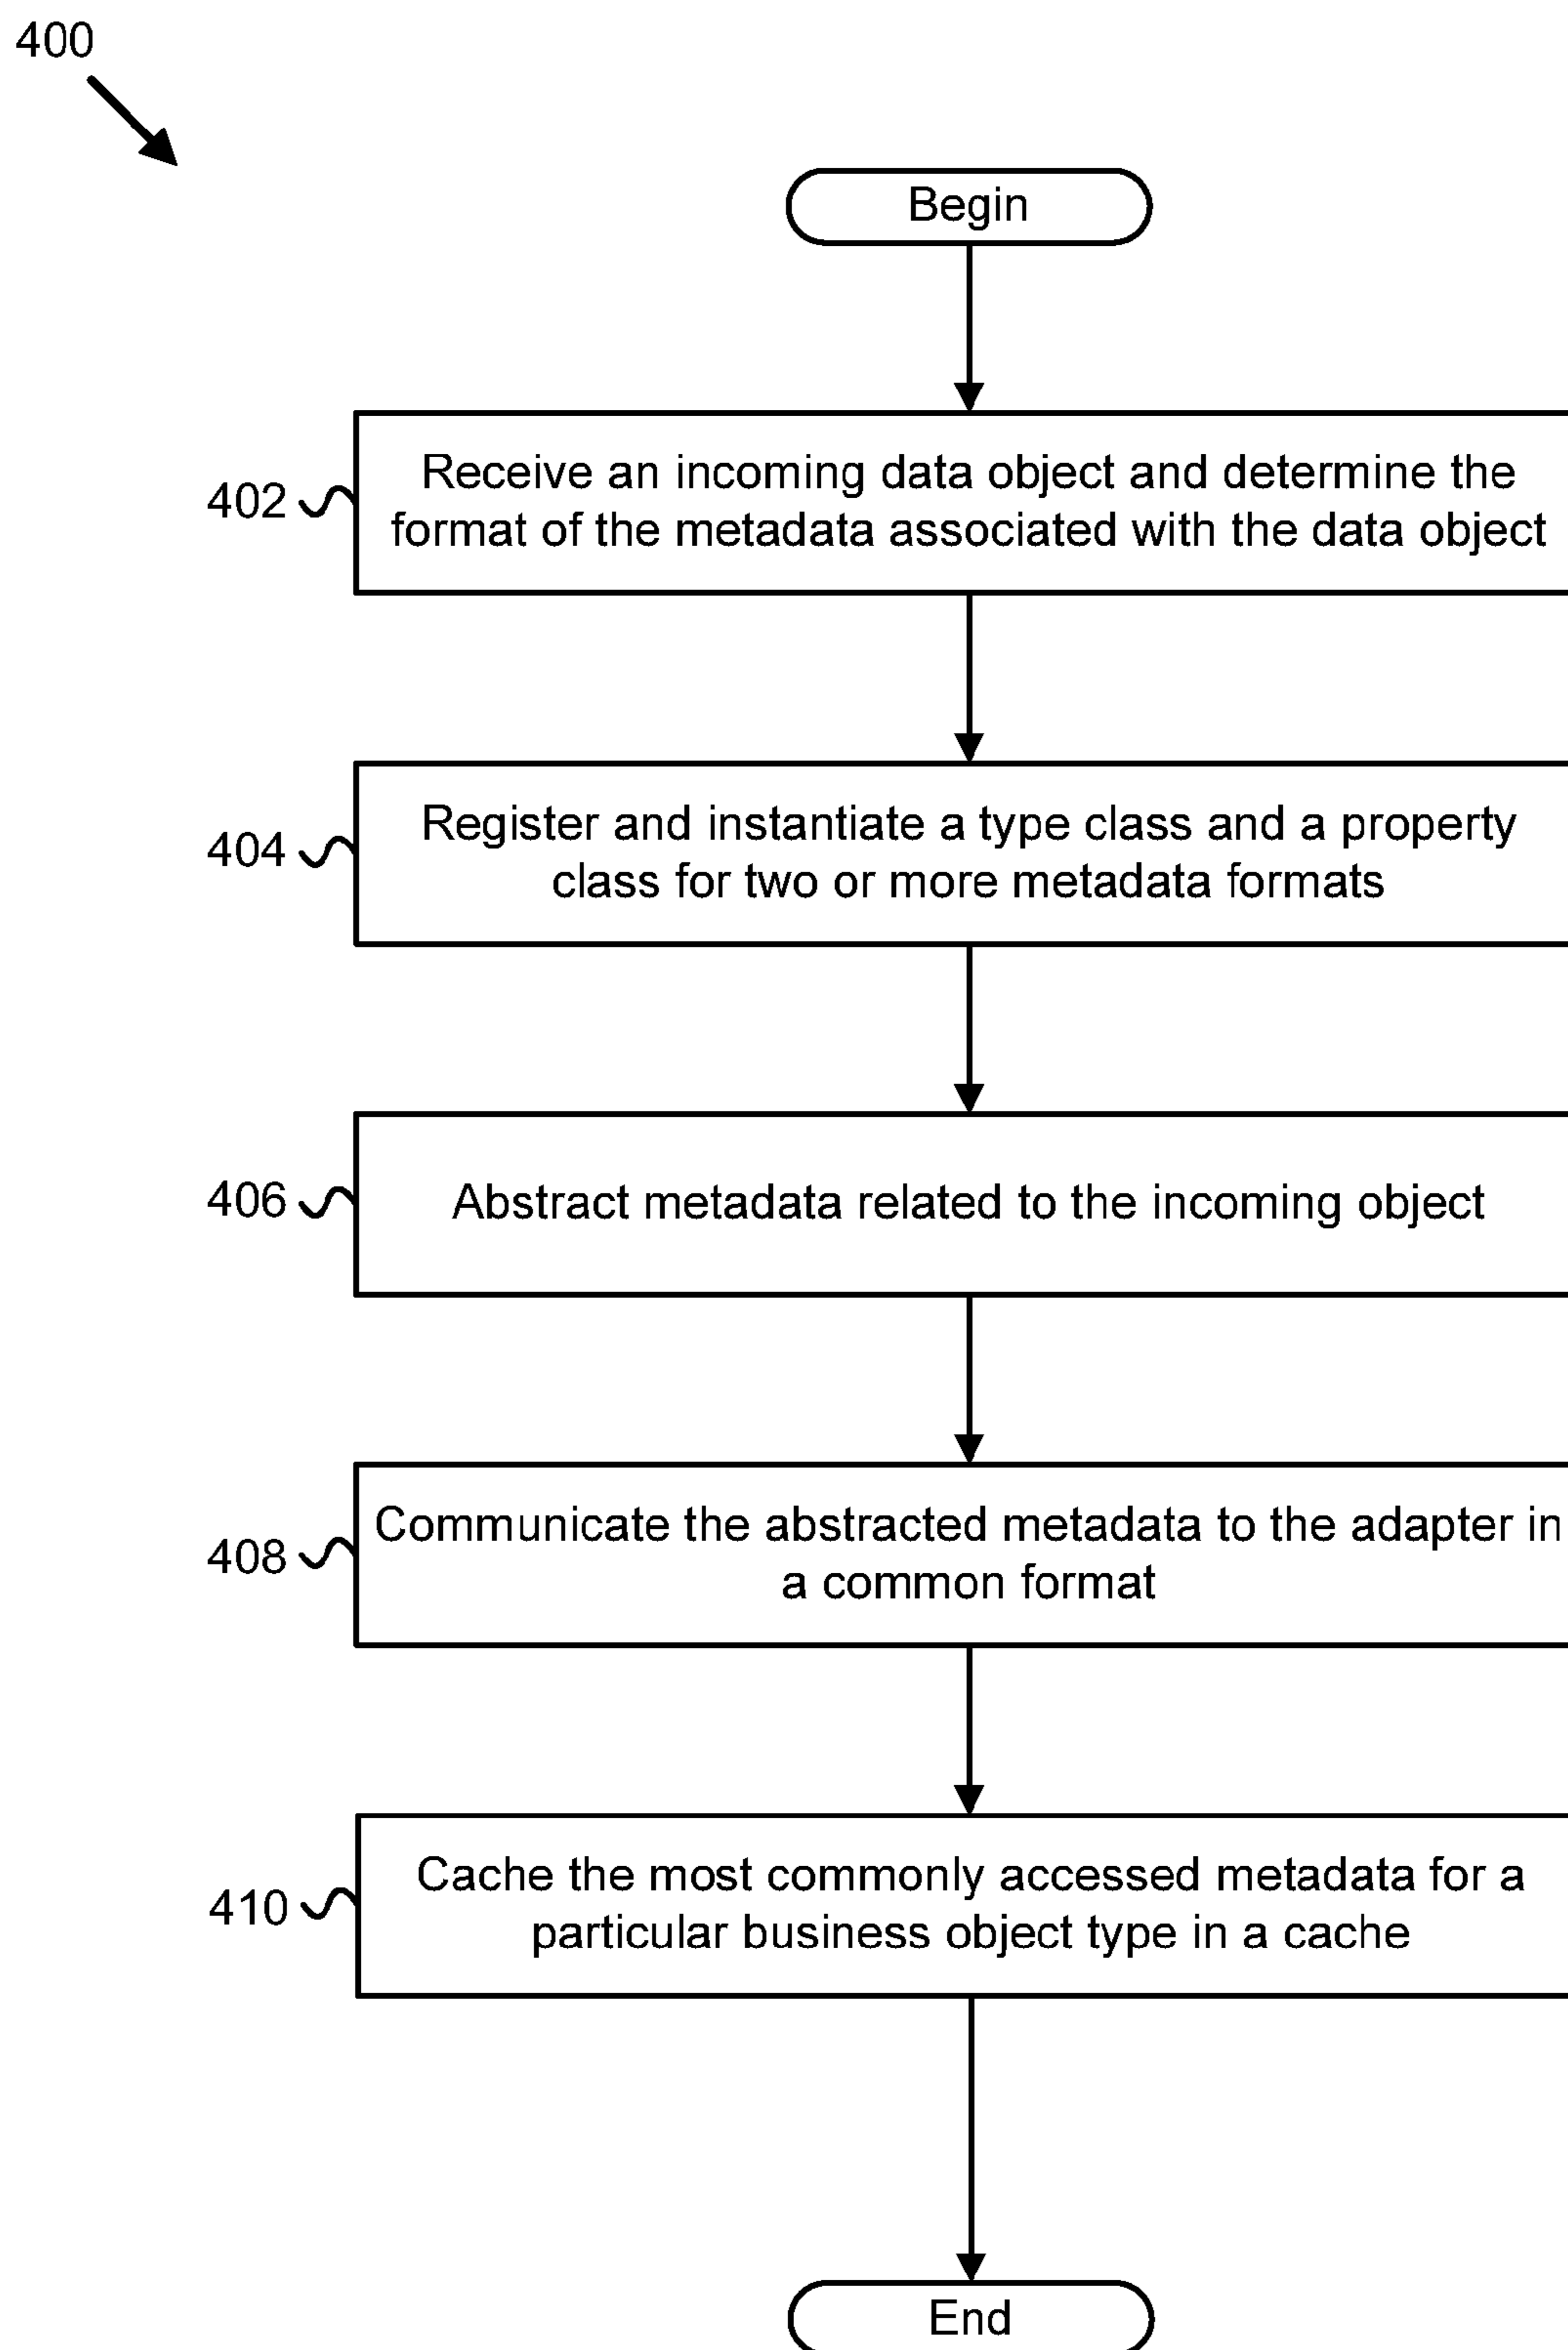 400
Begin
402
Receive an incoming data object and determine the
format of the metadata associated with the data object
404
Register and instantiate a type class and a property
class for two or more metadata formats
406
Abstract metadata related to the incoming object
408
Communicate the abstracted metadata to the adapter in
a common format
410
Cache the most commonly accessed metadata for a
particular business object type in a cache
End